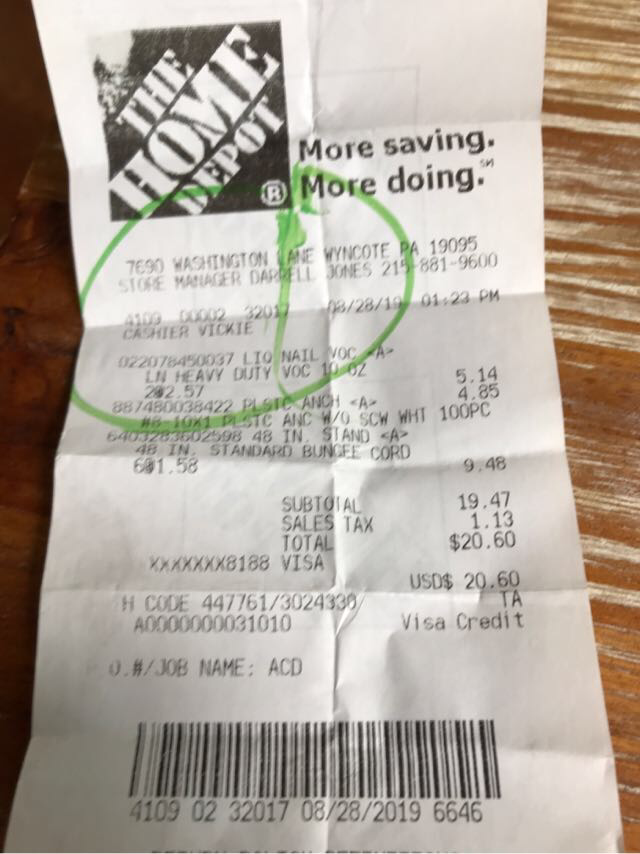 THE
HOME
DEPOT
®
More saving.
More doing.℠
7690 WASHINGTON LANE WYNCOTE PA 19095
STORE MANAGER DARRELL JONES 215-881-9600
4109 00002 32017 08/28/19 01:23 PM
CASHIER VICKIE
022078450037 LIQ NAIL VOC <A>
LN HEAVY DUTY VOC 10 OZ
2@2.57 5.14
887480038422 PLSTC ANCH <A> 4.85
#8-10X1 PLSTC ANC W/O SCW WHT 100PC
6403283602598 48 IN. STAND <A>
48 IN. STANDARD BUNGEE CORD
6@1.58 9.48
SUBTOTAL 19.47
SALES TAX 1.13
TOTAL $20.60
XXXXXXX8188 VISA
USD$ 20.60
H CODE 447761/3024330/ TA
A0000000031010 Visa Credit
O.#/JOB NAME: ACD
4109 02 32017 08/28/2019 6646